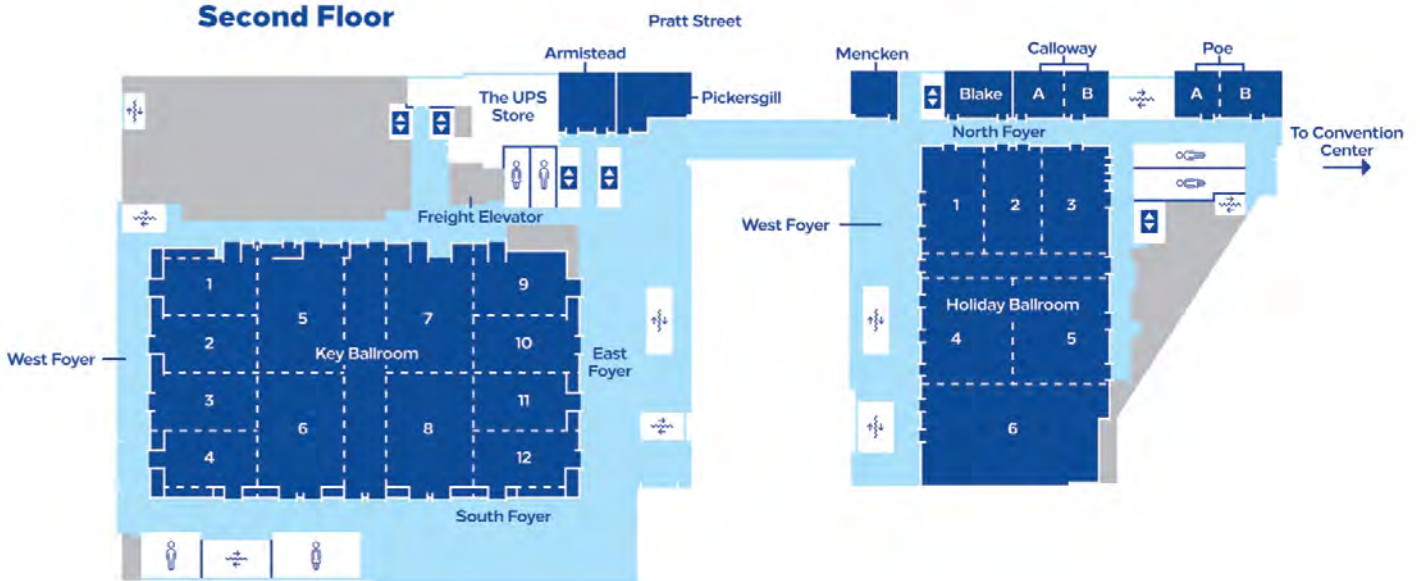 Second Floor
Pratt Street
Armistead
Mencken
Calloway
Poe
The UPS
Store
Pickersgill
Blake
A
B
A
B
North Foyer
To Convention
Center
Freight Elevator
West Foyer
1
2
3
1
5
7
9
Holiday Ballroom
2
Key Ballroom
10
4
5
West Foyer
East
Foyer
3
6
8
11
6
4
12
South Foyer